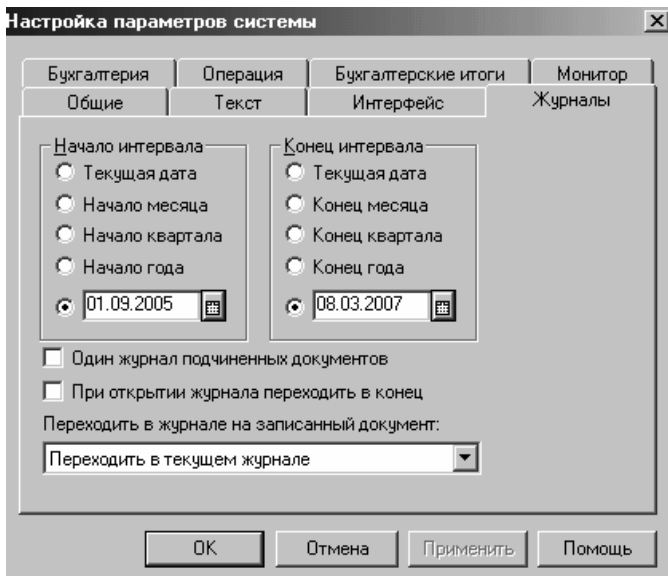 Настройка параметров системы
Бухгалтерия Операция Бухгалтерские итоги Монитор
Общие Текст Интерфейс Журналы
Начало интервала Конец интервала
Текущая дата Текущая дата
Начало месяца Конец месяца
Начало квартала Конец квартала
Начало года Конец года
01.09.2005 08.03.2007
Один журнал подчиненных документов
При открытии журнала переходить в конец
Переходить в журнале на записанный документ:
Переходить в текущем журнале
OK Отмена Применить Помощь